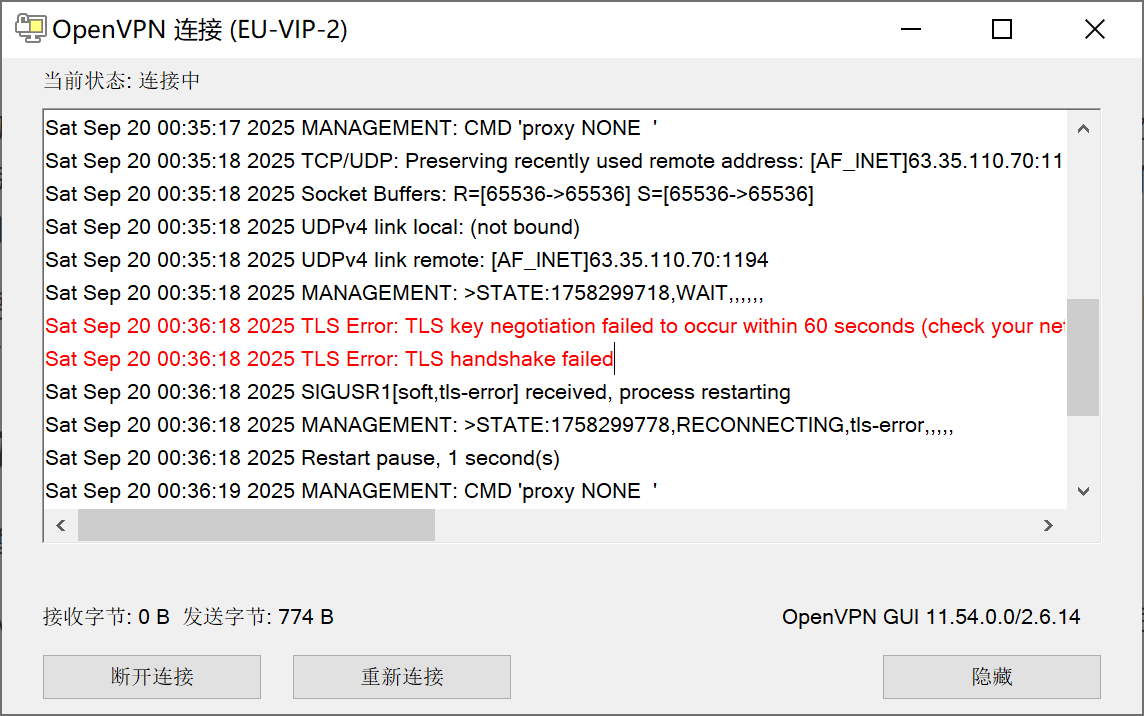 OpenVPN 连接 (EU-VIP-2)
当前状态: 连接中
Sat Sep 20 00:35:17 2025 MANAGEMENT: CMD 'proxy NONE  '
Sat Sep 20 00:35:18 2025 TCP/UDP: Preserving recently used remote address: [AF_INET]63.35.110.70:11
Sat Sep 20 00:35:18 2025 Socket Buffers: R=[65536->65536] S=[65536->65536]
Sat Sep 20 00:35:18 2025 UDPv4 link local: (not bound)
Sat Sep 20 00:35:18 2025 UDPv4 link remote: [AF_INET]63.35.110.70:1194
Sat Sep 20 00:35:18 2025 MANAGEMENT: >STATE:1758299718,WAIT,,,,,,
Sat Sep 20 00:36:18 2025 TLS Error: TLS key negotiation failed to occur within 60 seconds (check your net
Sat Sep 20 00:36:18 2025 TLS Error: TLS handshake failed
Sat Sep 20 00:36:18 2025 SIGUSR1[soft,tls-error] received, process restarting
Sat Sep 20 00:36:18 2025 MANAGEMENT: >STATE:1758299778,RECONNECTING,tls-error,,,,,
Sat Sep 20 00:36:18 2025 Restart pause, 1 second(s)
Sat Sep 20 00:36:19 2025 MANAGEMENT: CMD 'proxy NONE  '
接收字节: 0 B  发送字节: 774 B
OpenVPN GUI 11.54.0.0/2.6.14
断开连接
重新连接
隐藏